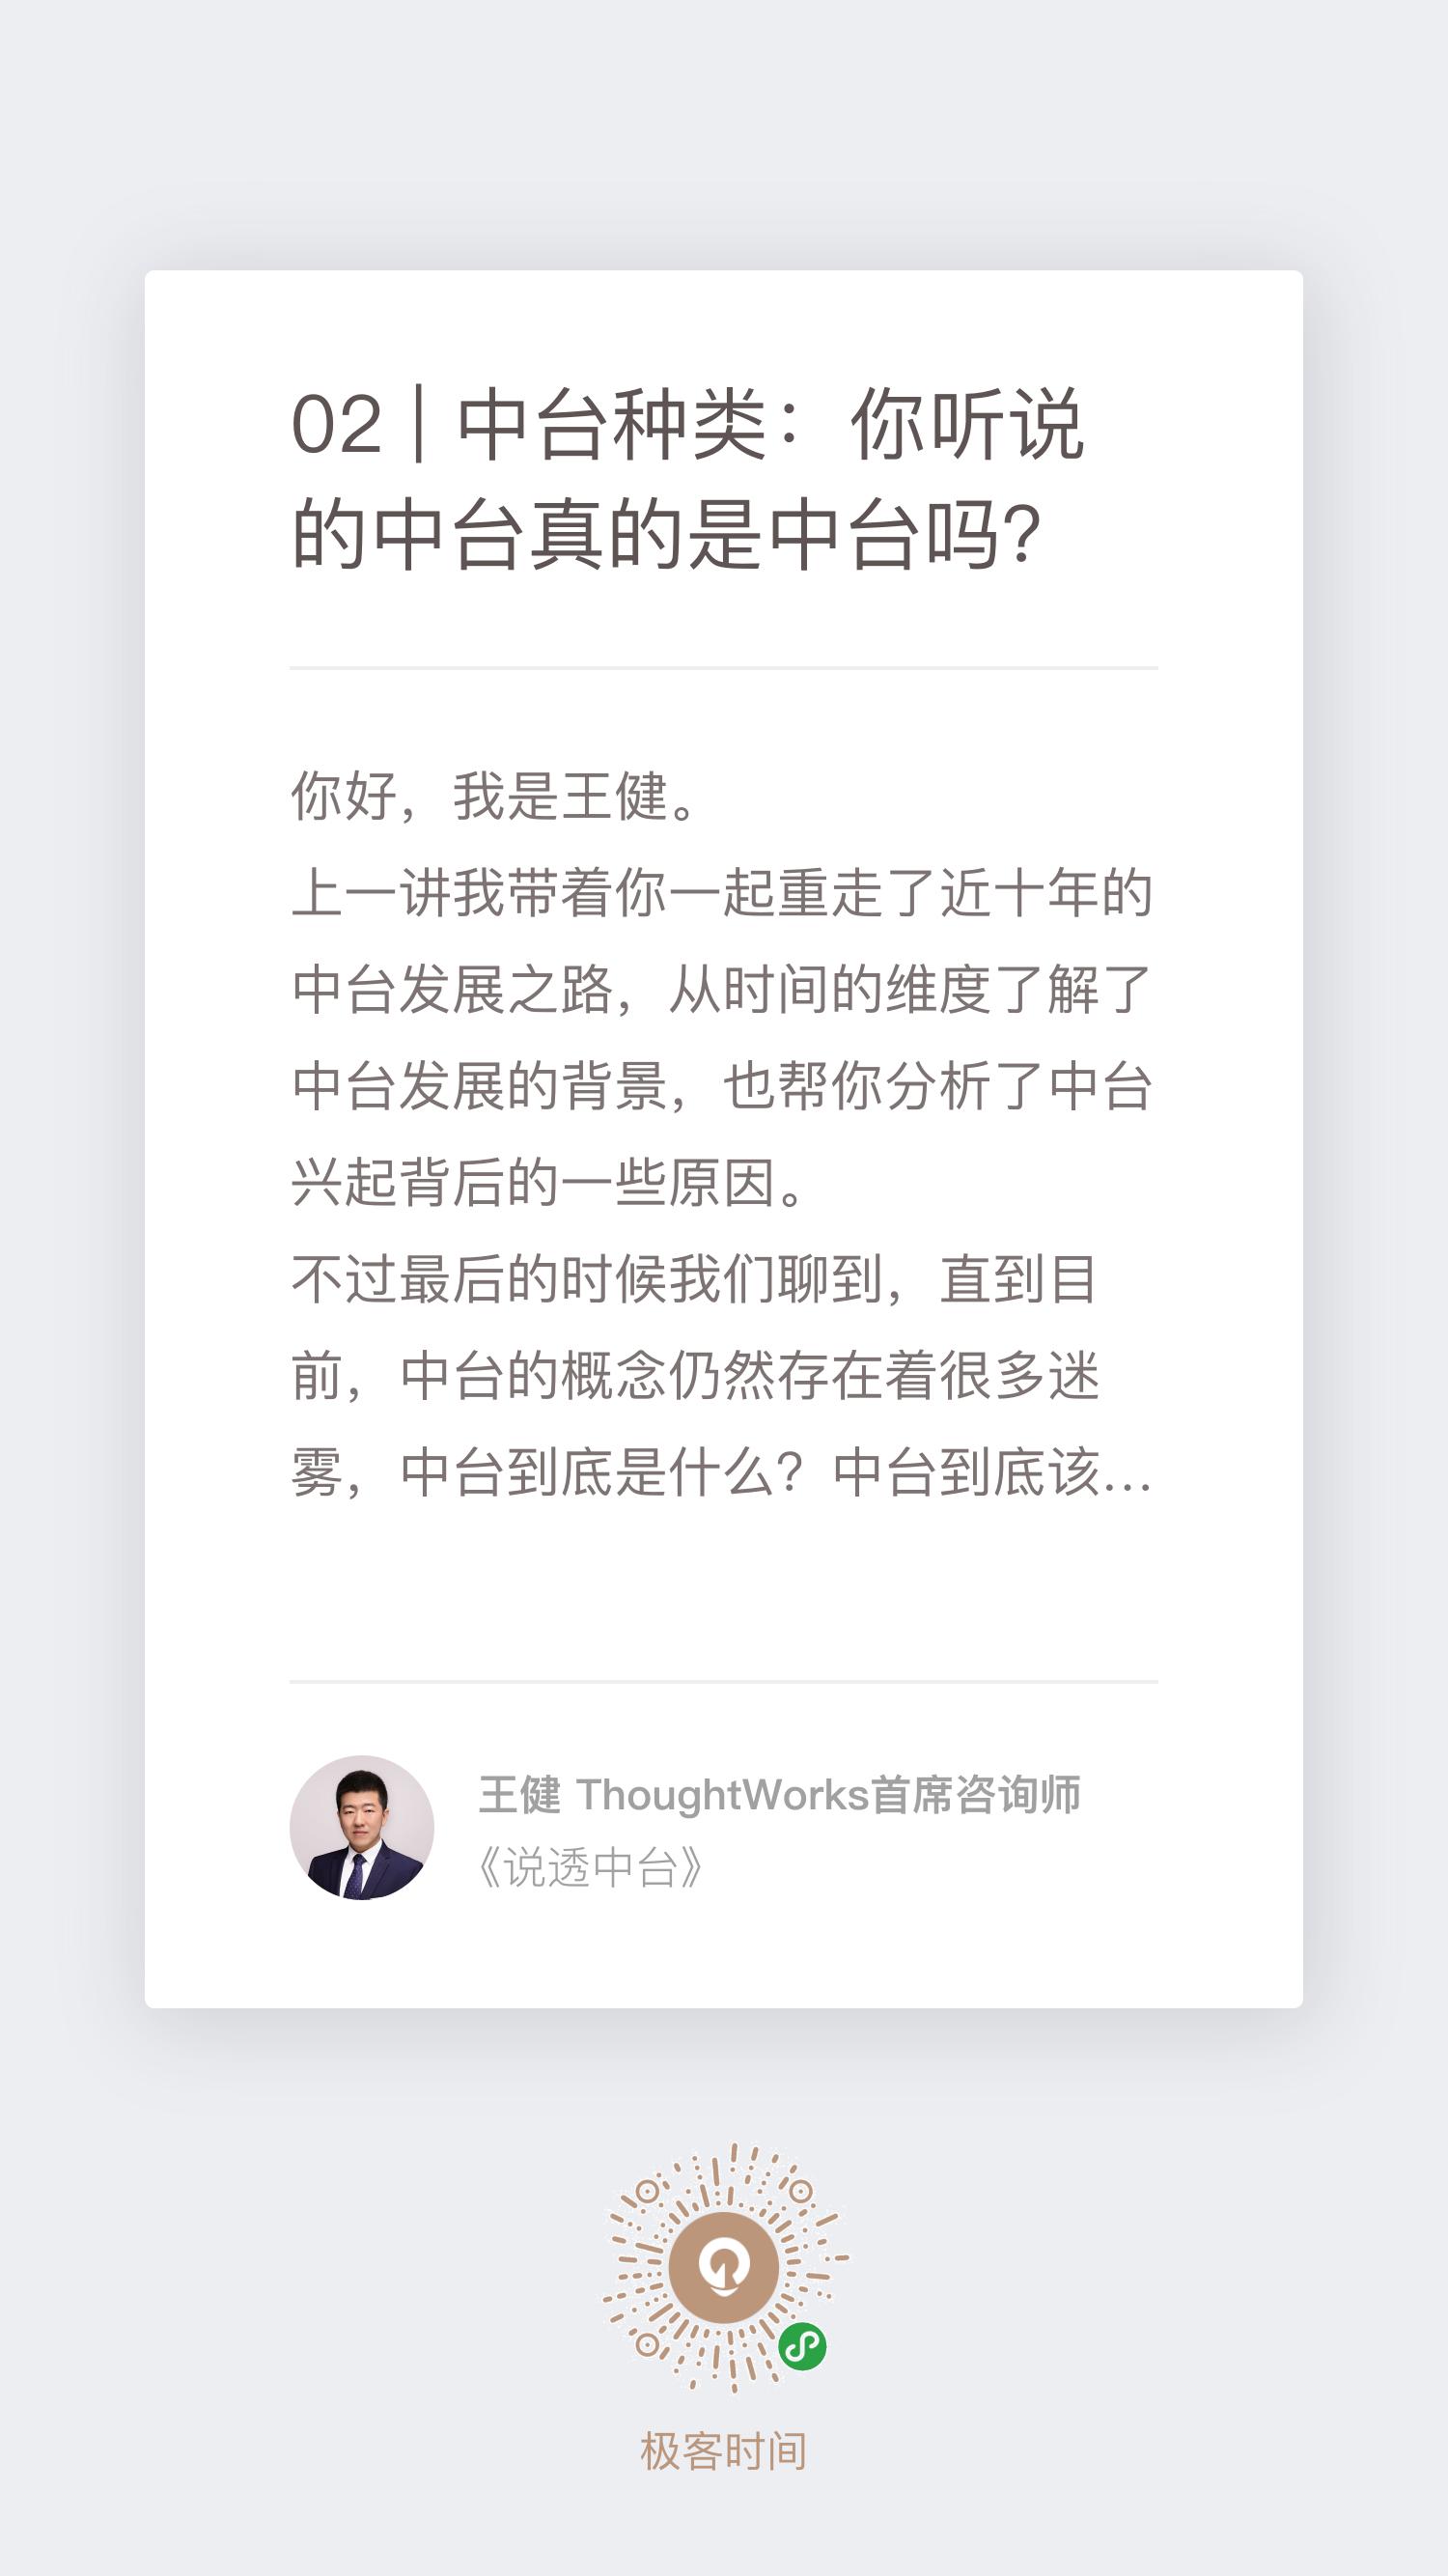 02 | 中台种类：你听说
的中台真的是中台吗？
你好，我是王健。
上一讲我带着你一起重走了近十年的
中台发展之路，从时间的维度了解了
中台发展的背景，也帮你分析了中台
兴起背后的一些原因。
不过最后的时候我们聊到，直到目
前，中台的概念仍然存在着很多迷
雾，中台到底是什么？中台到底该...
王健 ThoughtWorks首席咨询师
《说透中台》
极客时间